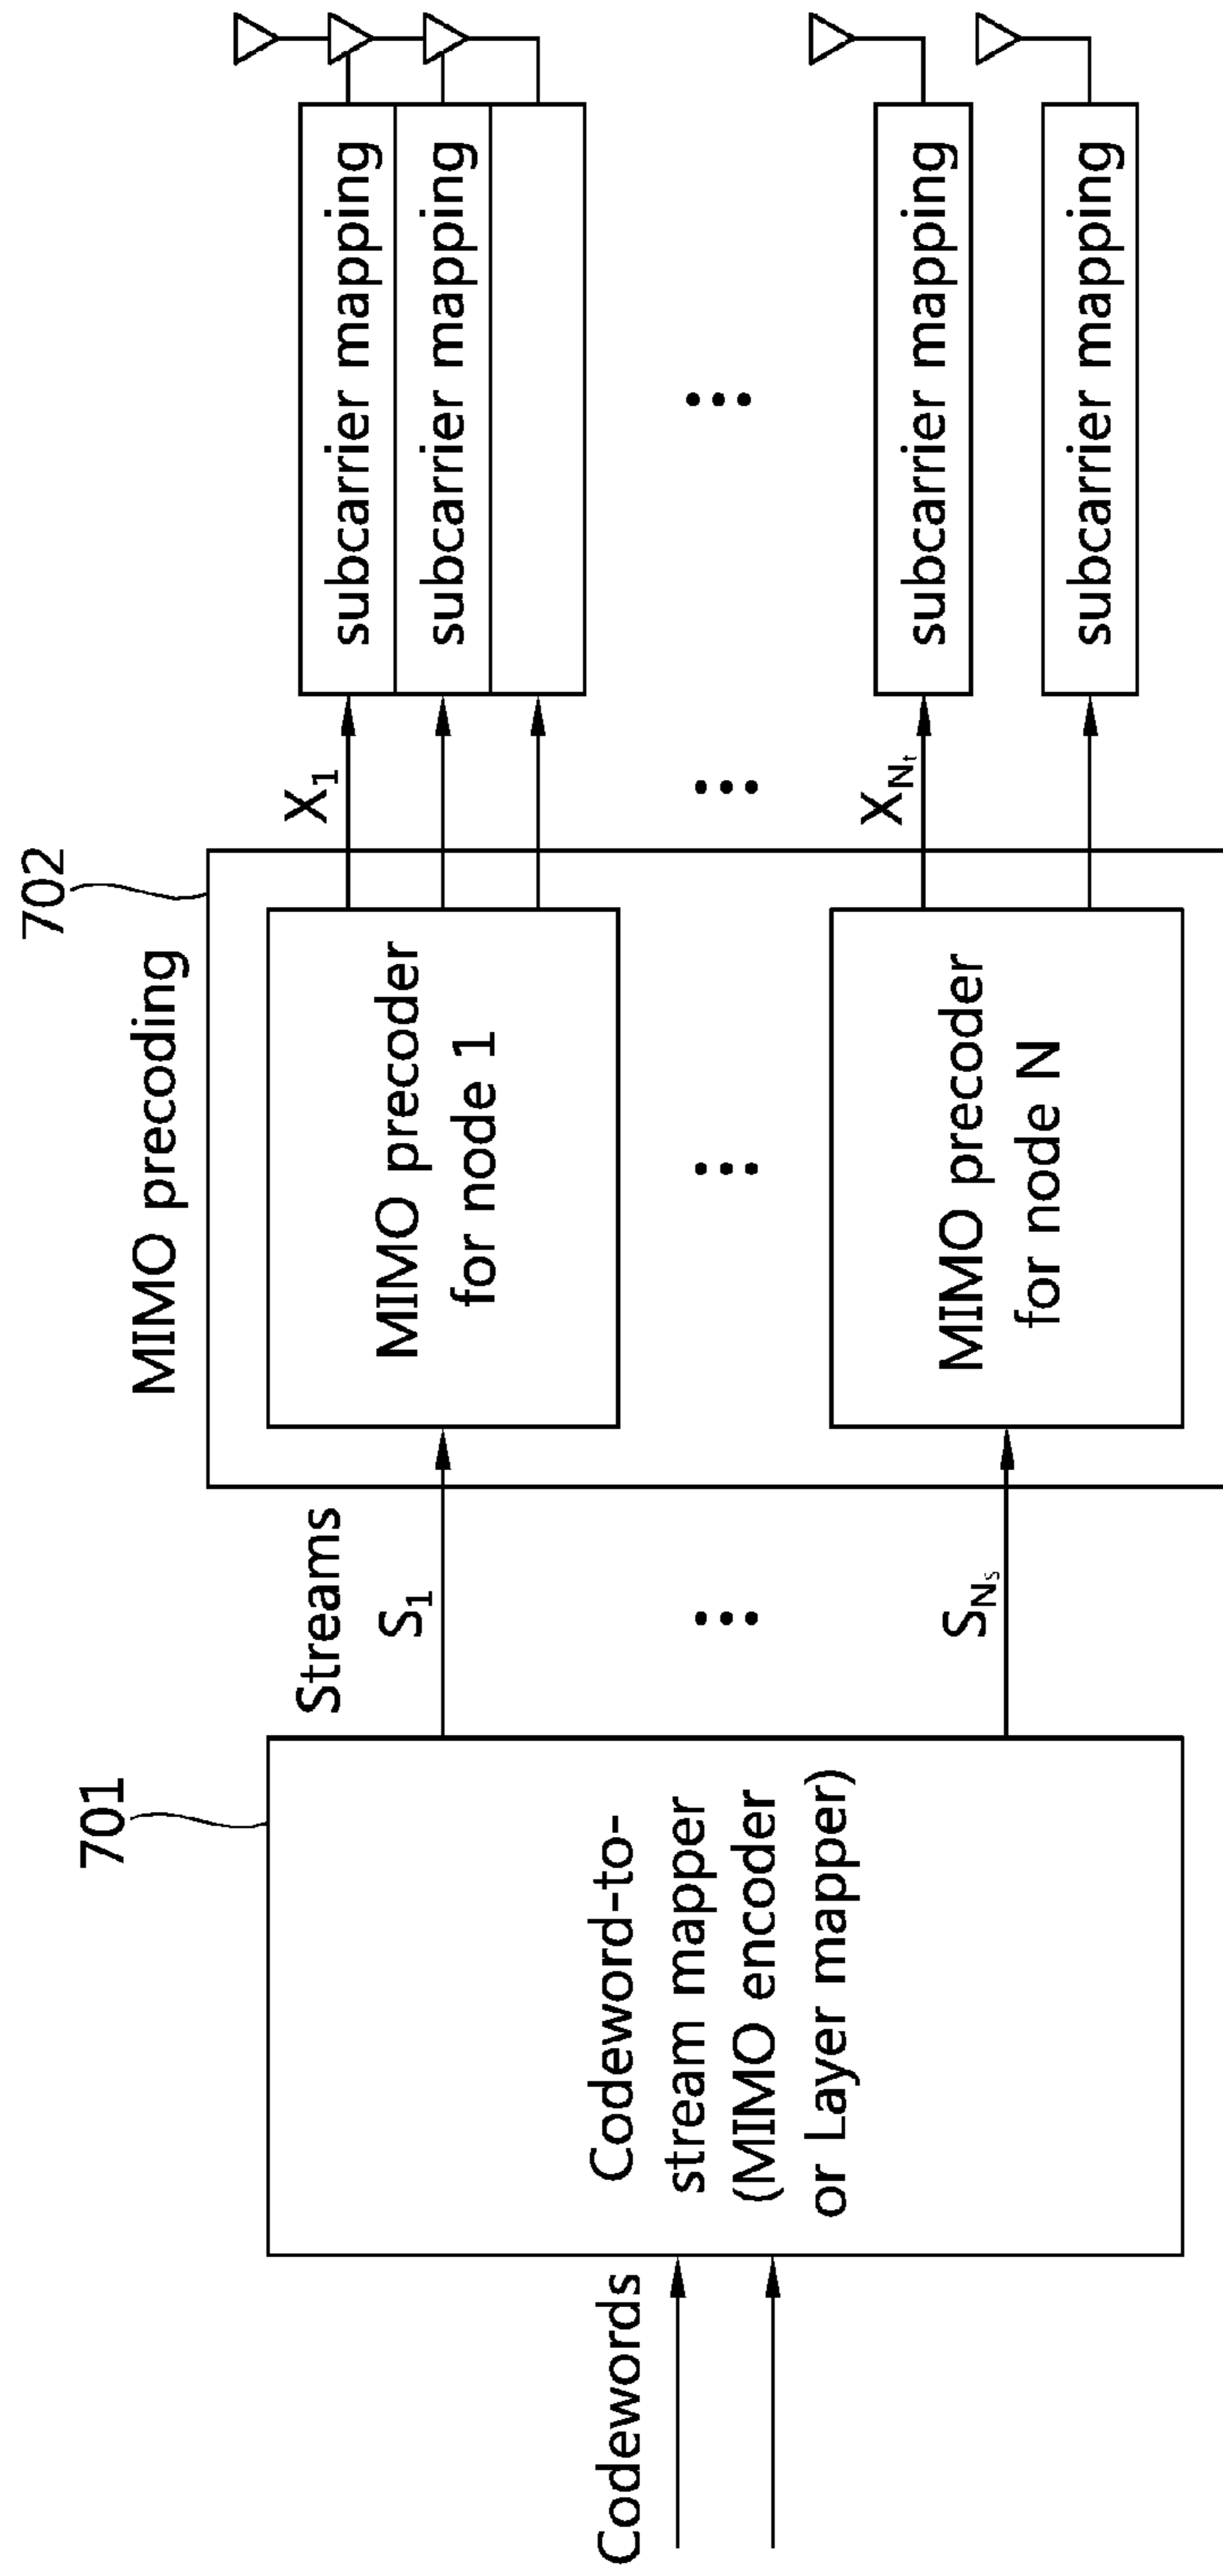 Codewords
701
Codeword-to-
stream mapper
(MIMO encoder
or Layer mapper)
Streams
S1
...
SNs
702
MIMO precoding
MIMO precoder
for node 1
...
MIMO precoder
for node N
X1
...
XNt
subcarrier mapping
subcarrier mapping
...
subcarrier mapping
subcarrier mapping